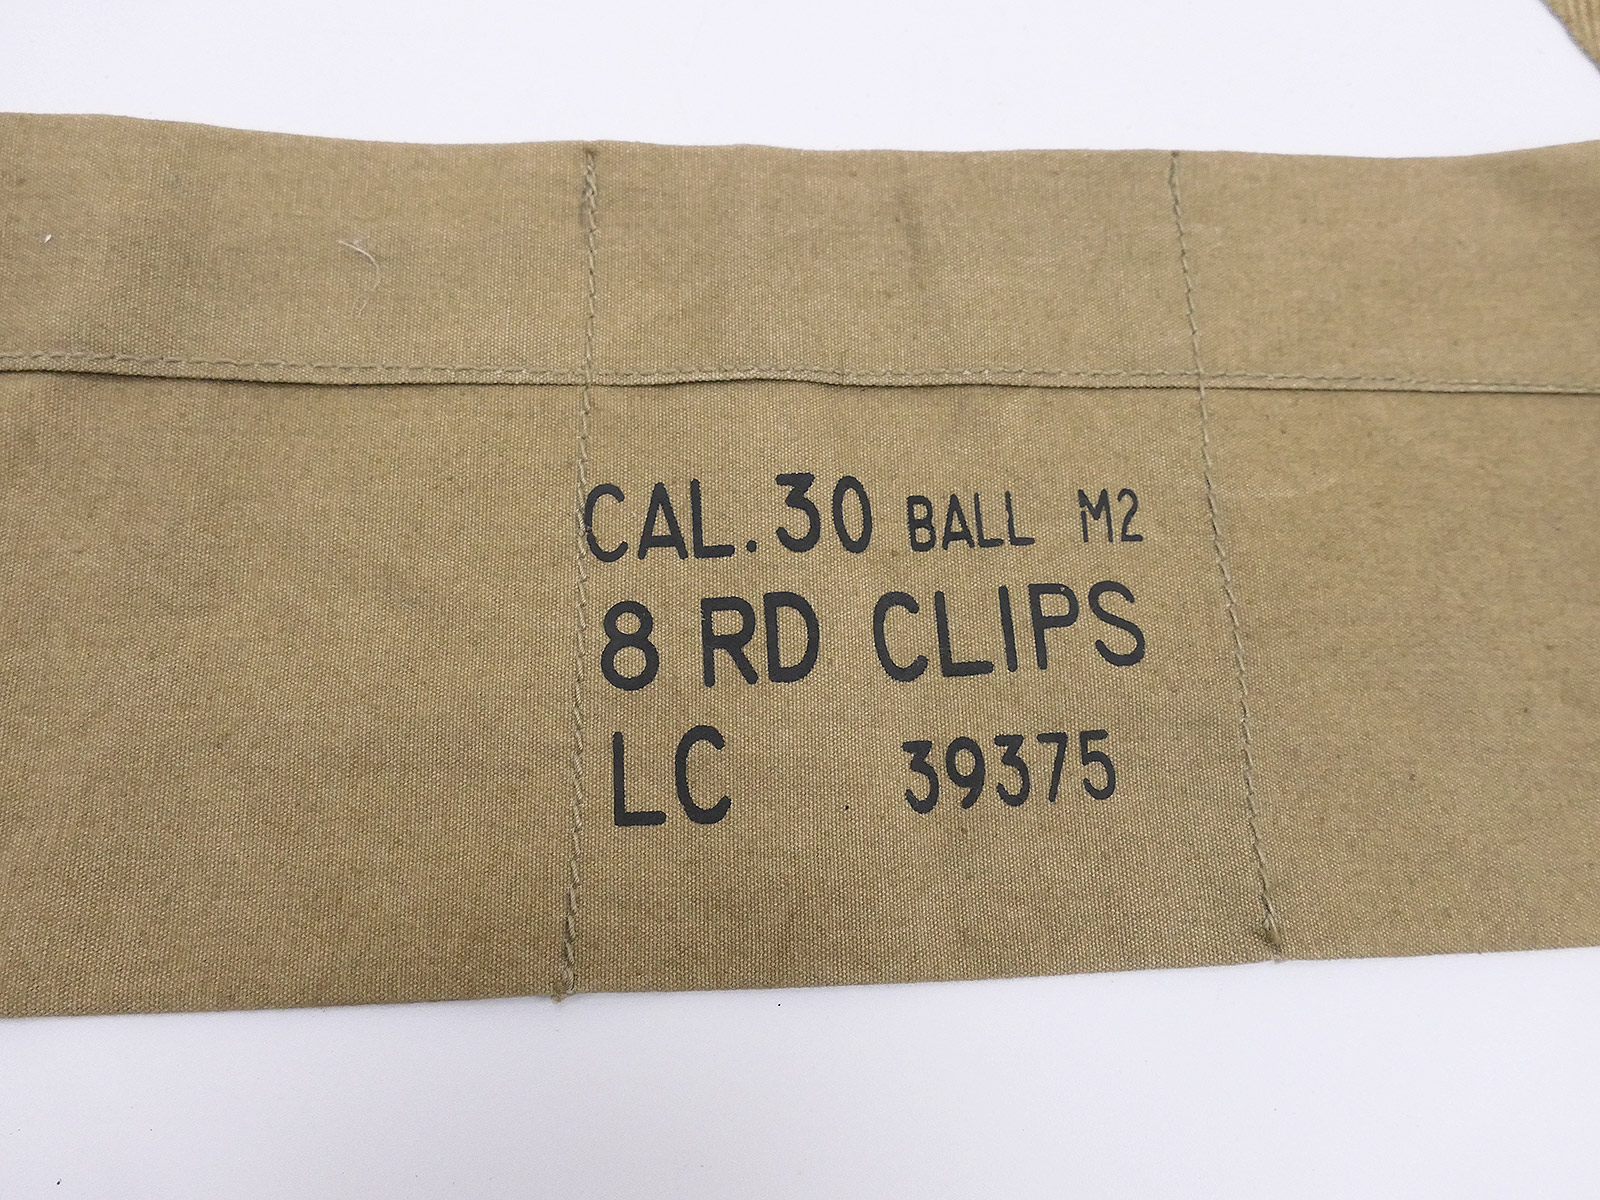 CAL. 30 BALL M2
8 RD CLIPS
LC 39375